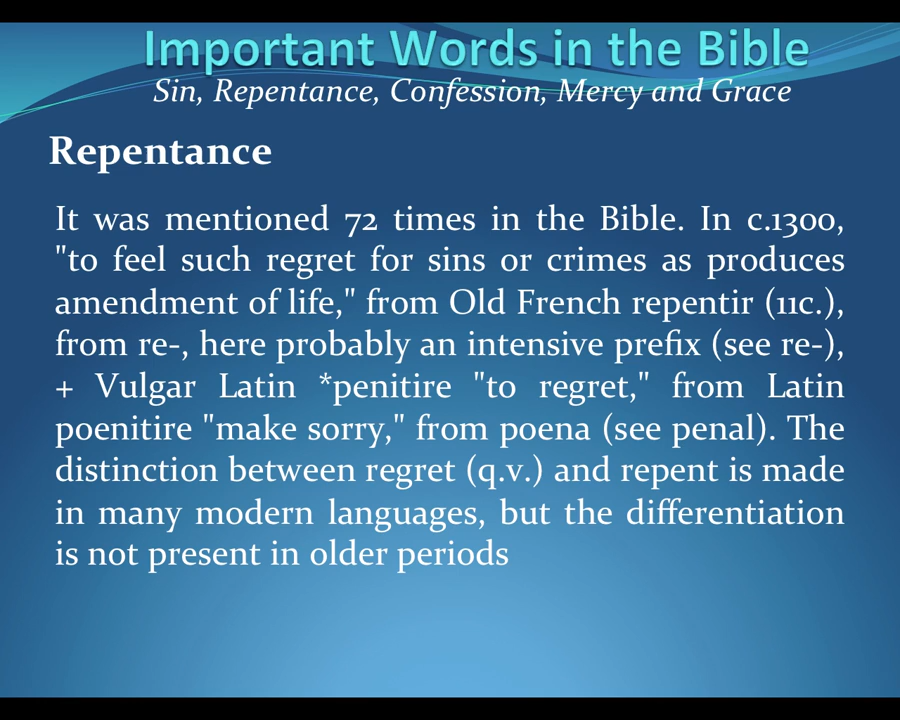 Important Words in the Bible
Sin, Repentance, Confession, Mercy and Grace
Repentance
It was mentioned 72 times in the Bible. In c.1300,
"to feel such regret for sins or crimes as produces
amendment of life," from Old French repentir (11c.),
from re-, here probably an intensive prefix (see re-),
+ Vulgar Latin *penitire "to regret," from Latin
poenitire "make sorry," from poena (see penal). The
distinction between regret (q.v.) and repent is made
in many modern languages, but the differentiation
is not present in older periods